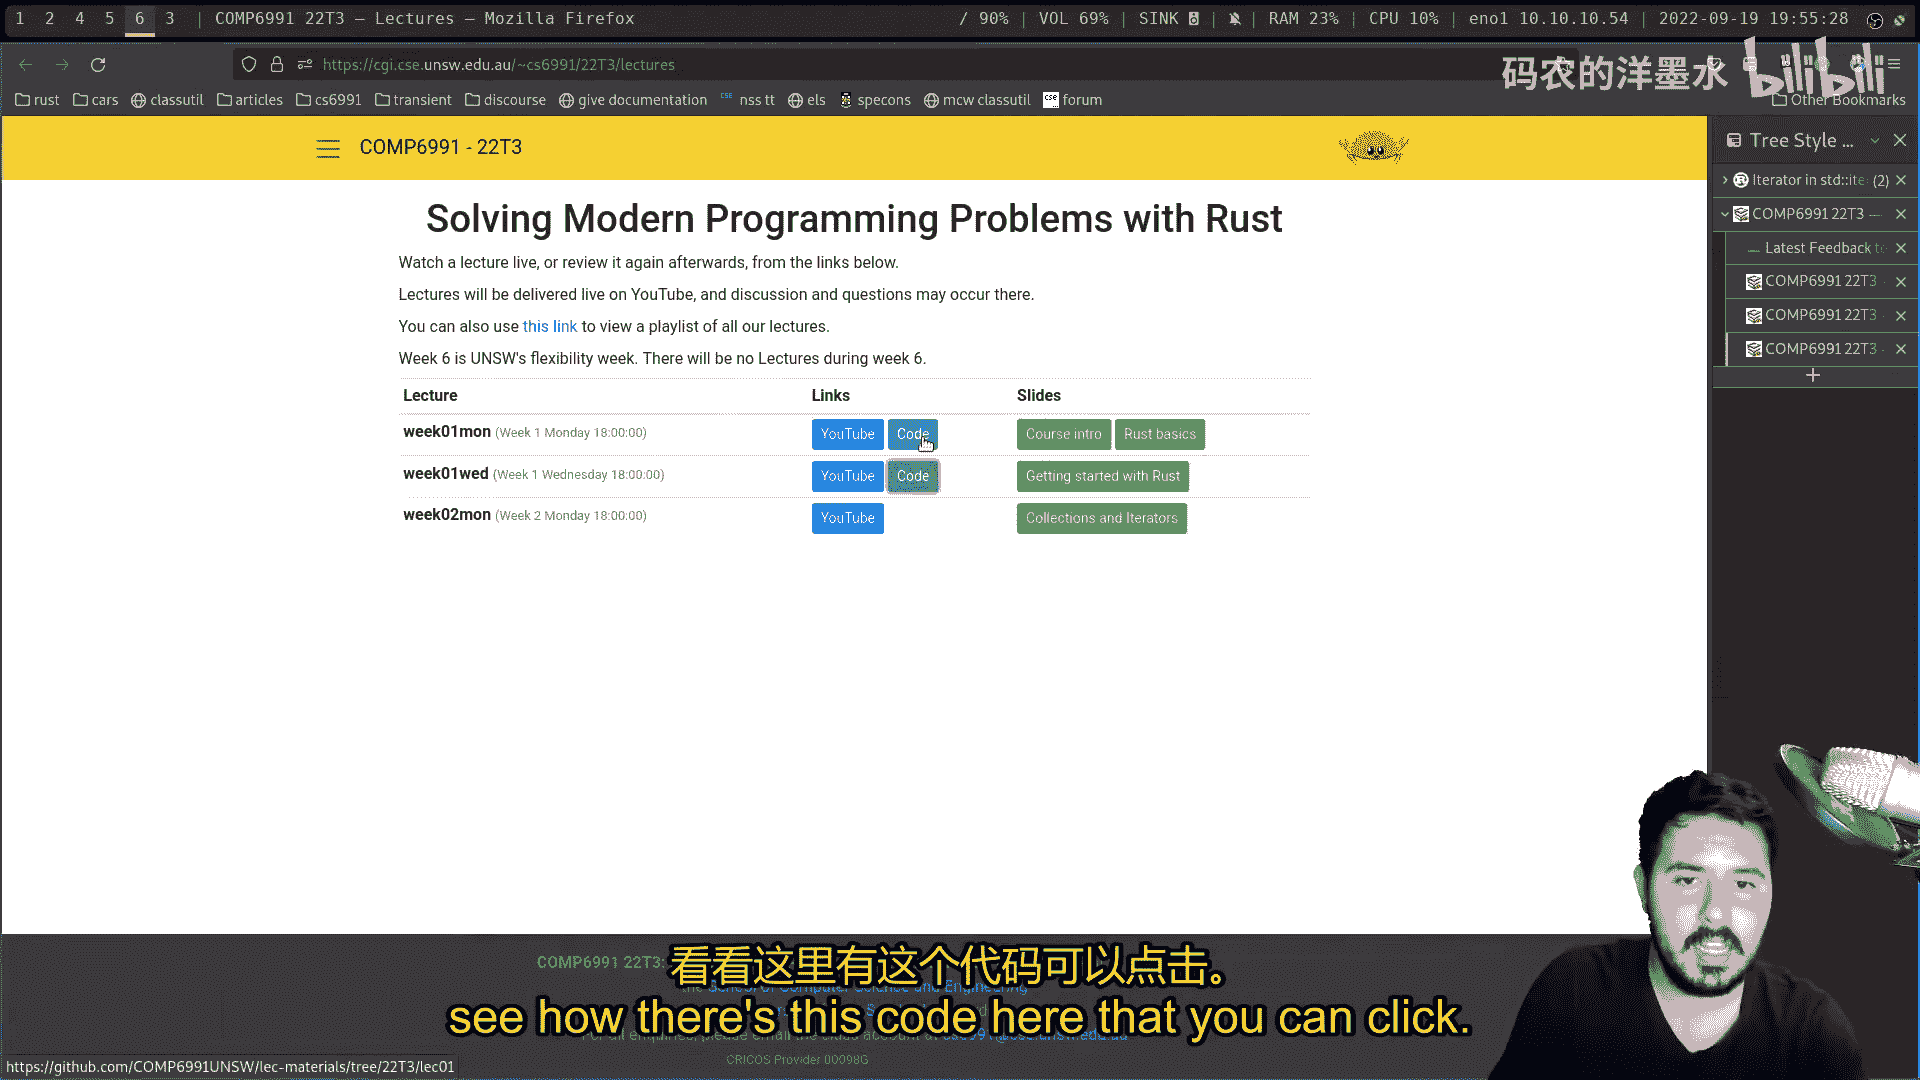 1 2 4 5 6 3 | COMP6991 22T3 — Lectures — Mozilla Firefox
/ 90% | VOL 69% | SINK | | RAM 23% | CPU 10% | eno1 10.10.10.54 | 2022-09-19 19:55:28
https://cgi.cse.unsw.edu.au/~cs6991/22T3/lectures
码农的洋墨水 bilibili
rust cars classutil articles cs6991 transient discourse give documentation nss tt els specons mcw classutil forum
Other Bookmarks
COMP6991 - 22T3
Tree Style ...
Iterator in std::ite (2)
COMP6991 22T3 —
Latest Feedback to
COMP6991 22T3
COMP6991 22T3
COMP6991 22T3
Solving Modern Programming Problems with Rust
Watch a lecture live, or review it again afterwards, from the links below.
Lectures will be delivered live on YouTube, and discussion and questions may occur there.
You can also use this link to view a playlist of all our lectures.
Week 6 is UNSW's flexibility week. There will be no Lectures during week 6.
Lecture Links Slides
week01mon (Week 1 Monday 18:00:00) YouTube Code Course intro Rust basics
week01wed (Week 1 Wednesday 18:00:00) YouTube Code Getting started with Rust
week02mon (Week 2 Monday 18:00:00) YouTube Collections and Iterators
COMP6991 22T3:
看看这里有这个代码可以点击。
see how there's this code here that you can click.
CRICOS Provider 00098G
https://github.com/COMP6991UNSW/lec-materials/tree/22T3/lec01